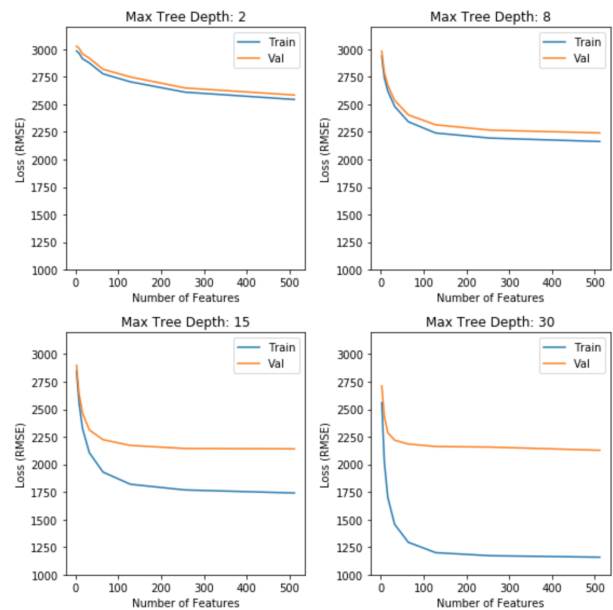 Max Tree Depth: 2
3000
2750
2500
2250
2000
1750
1500
1250
1000
Loss (RMSE)
Train
Val
0 100 200 300 400 500
Number of Features
Max Tree Depth: 8
3000
2750
2500
2250
2000
1750
1500
1250
1000
Loss (RMSE)
Train
Val
0 100 200 300 400 500
Number of Features
Max Tree Depth: 15
3000
2750
2500
2250
2000
1750
1500
1250
1000
Loss (RMSE)
Train
Val
0 100 200 300 400 500
Number of Features
Max Tree Depth: 30
3000
2750
2500
2250
2000
1750
1500
1250
1000
Loss (RMSE)
Train
Val
0 100 200 300 400 500
Number of Features